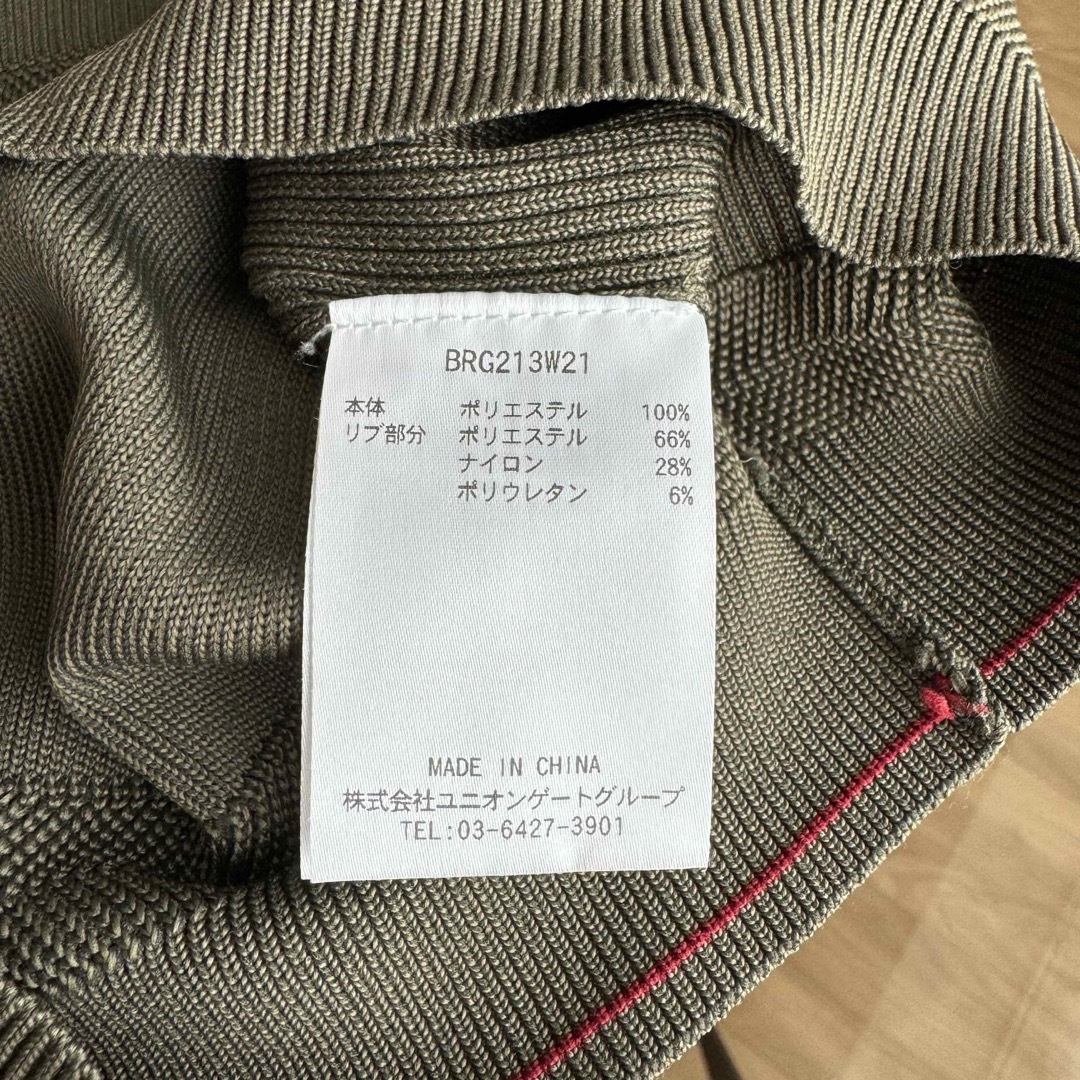 BRG213W21
本体 ポリエステル 100%
リブ部分 ポリエステル 66%
ナイロン 28%
ポリウレタン 6%
MADE IN CHINA
株式会社ユニオンゲートグループ
TEL:03-6427-3901